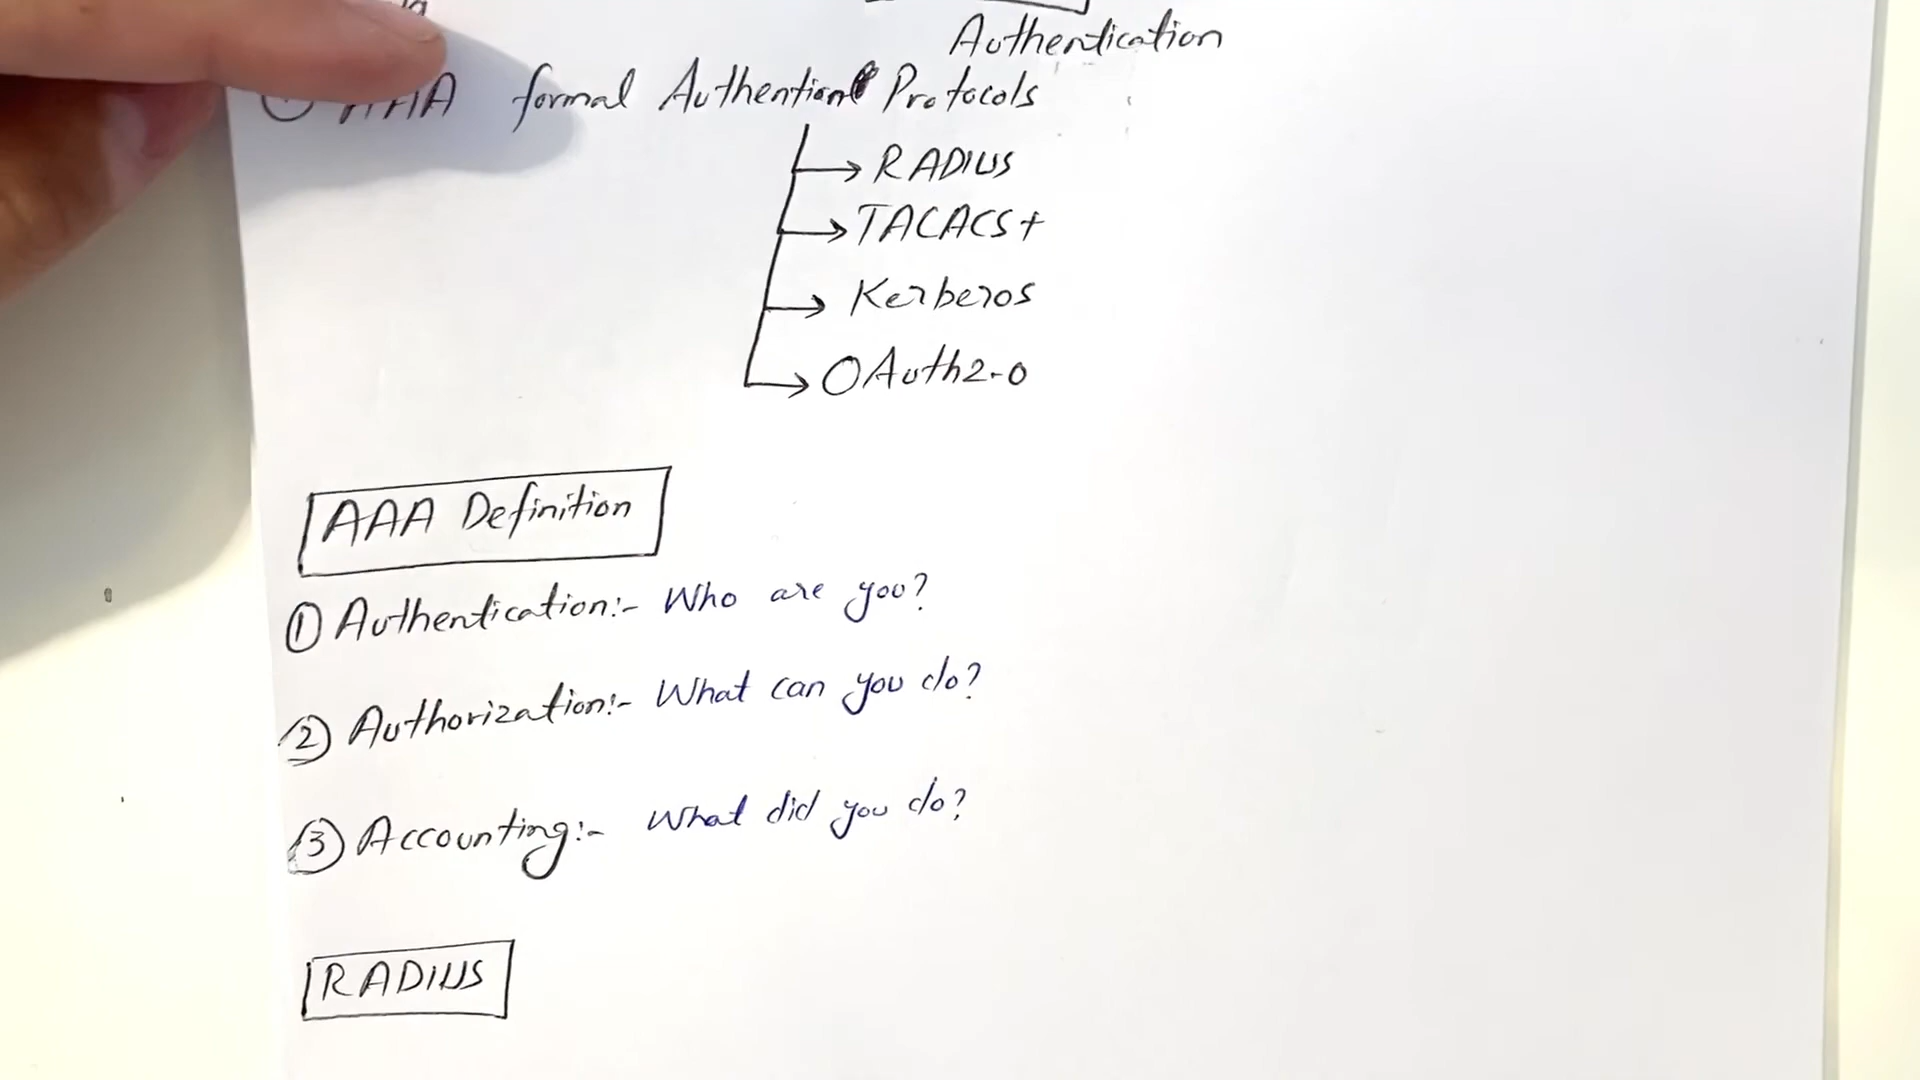 Authentication
AAA formal Authention Protocols
→ RADIUS
→ TACACS+
→ Kerberos
→ OAuth2.0
AAA Definition
① Authentication:- Who are you?
② Authorization:- What can you do?
③ Accounting:- What did you do?
RADIUS